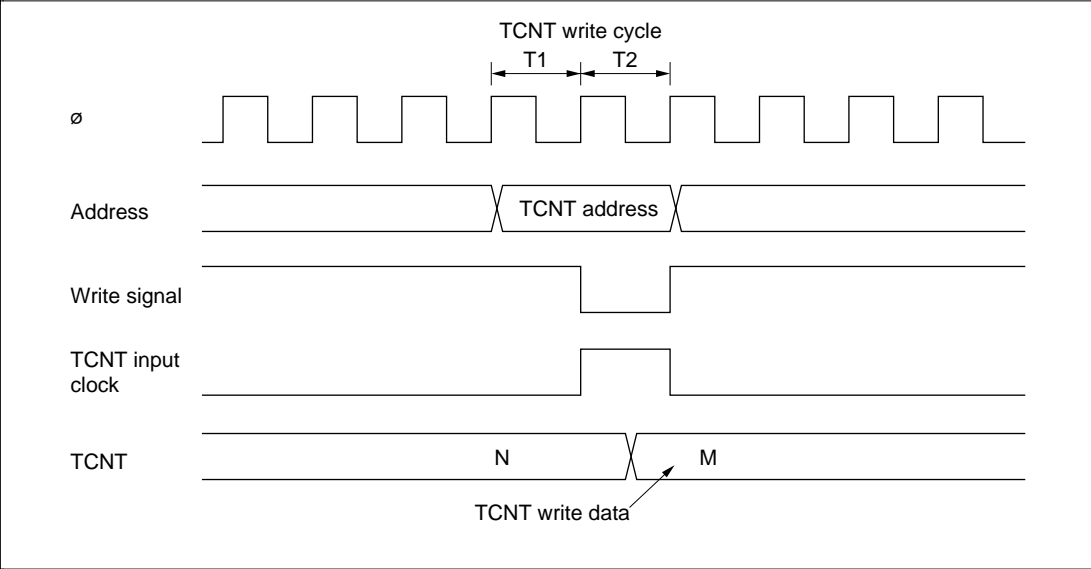 TCNT write cycle
T1 T2
ø
Address TCNT address
Write signal
TCNT input
clock
TCNT N M
TCNT write data